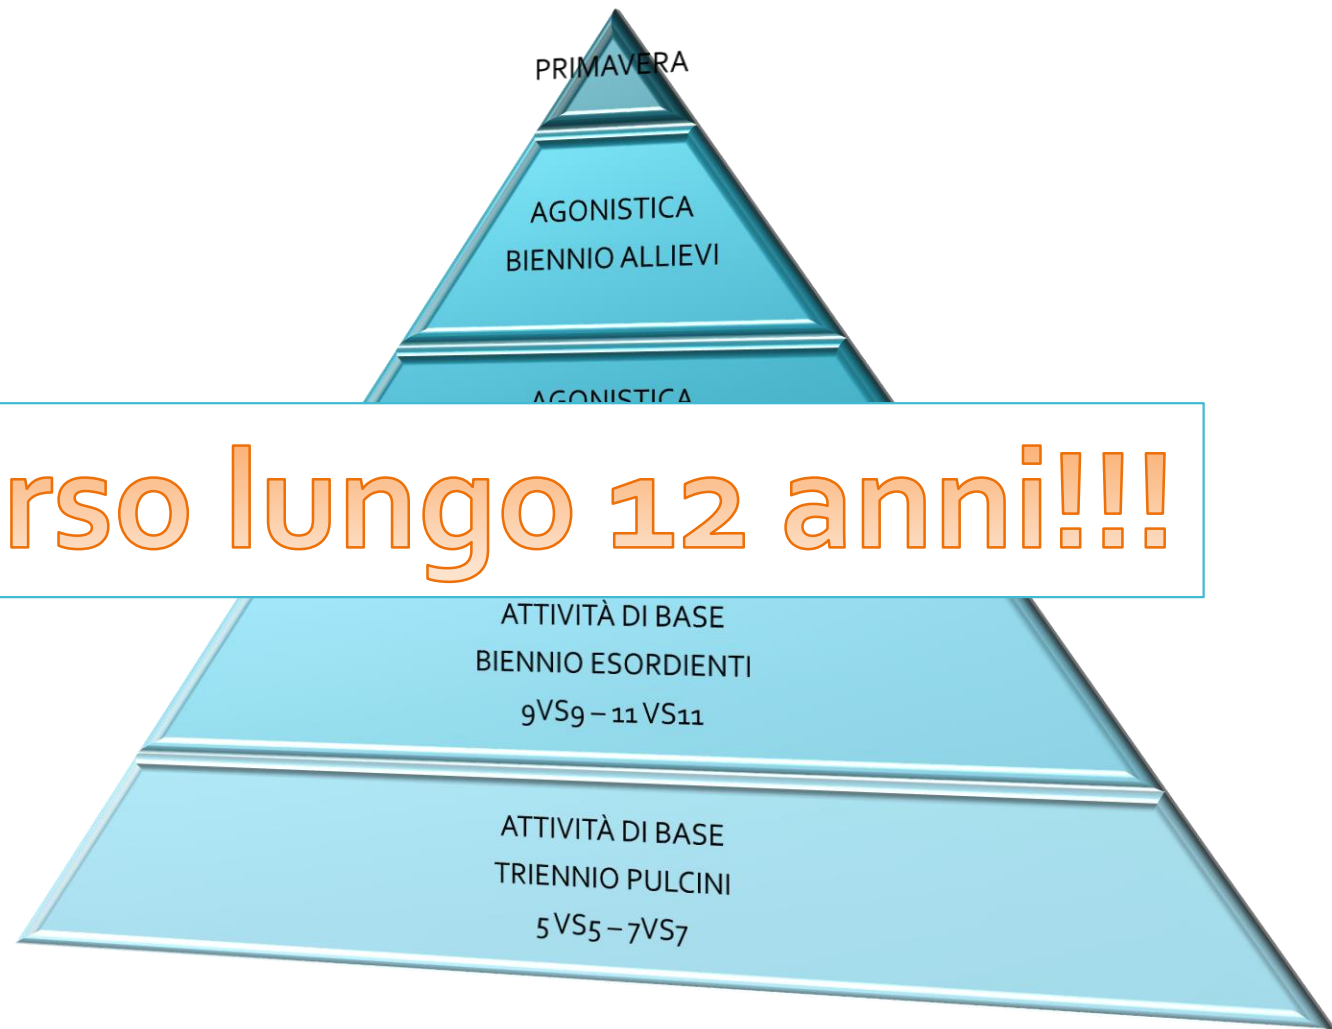 PRIMAVERA
AGONISTICA
BIENNIO ALLIEVI
AGONISTICA
rso lungo 12 anni!!!
ATTIVITÀ DI BASE
BIENNIO ESORDIENTI
9VS9 – 11 VS11
ATTIVITÀ DI BASE
TRIENNIO PULCINI
5 VS5 – 7VS7